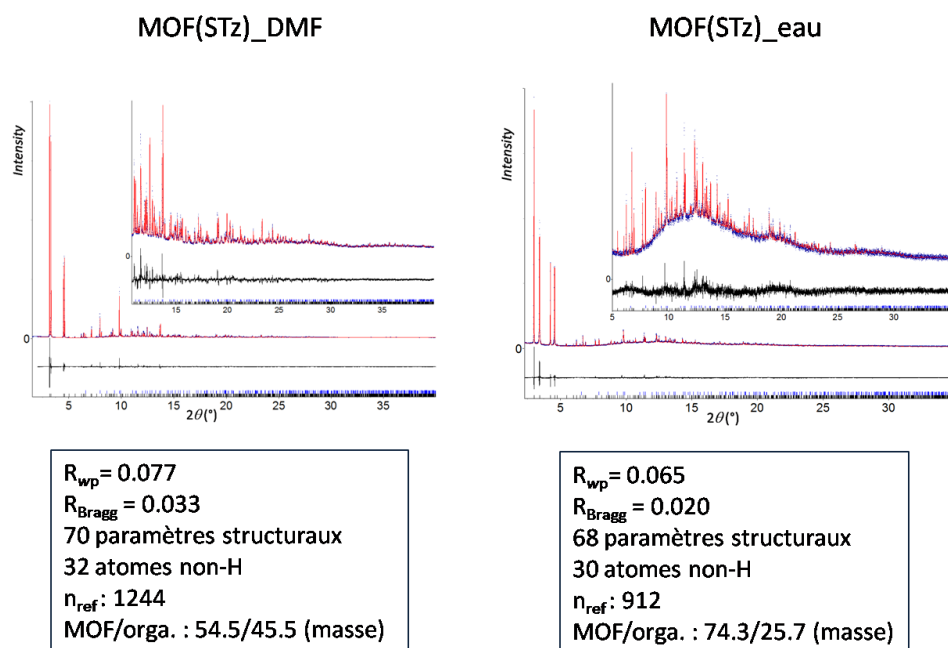 MOF(STz)_DMF
MOF(STz)_eau
Intensity
0
0
15 20 25 30 35
5 10 15 20 25 30 35
2θ(°)
Intensity
0
0
5 10 15 20 25 30
5 10 15 20 25 30
2θ(°)
R_wp = 0.077
R_Bragg = 0.033
70 paramètres structuraux
32 atomes non-H
n_ref : 1244
MOF/orga. : 54.5/45.5 (masse)
R_wp = 0.065
R_Bragg = 0.020
68 paramètres structuraux
30 atomes non-H
n_ref : 912
MOF/orga. : 74.3/25.7 (masse)